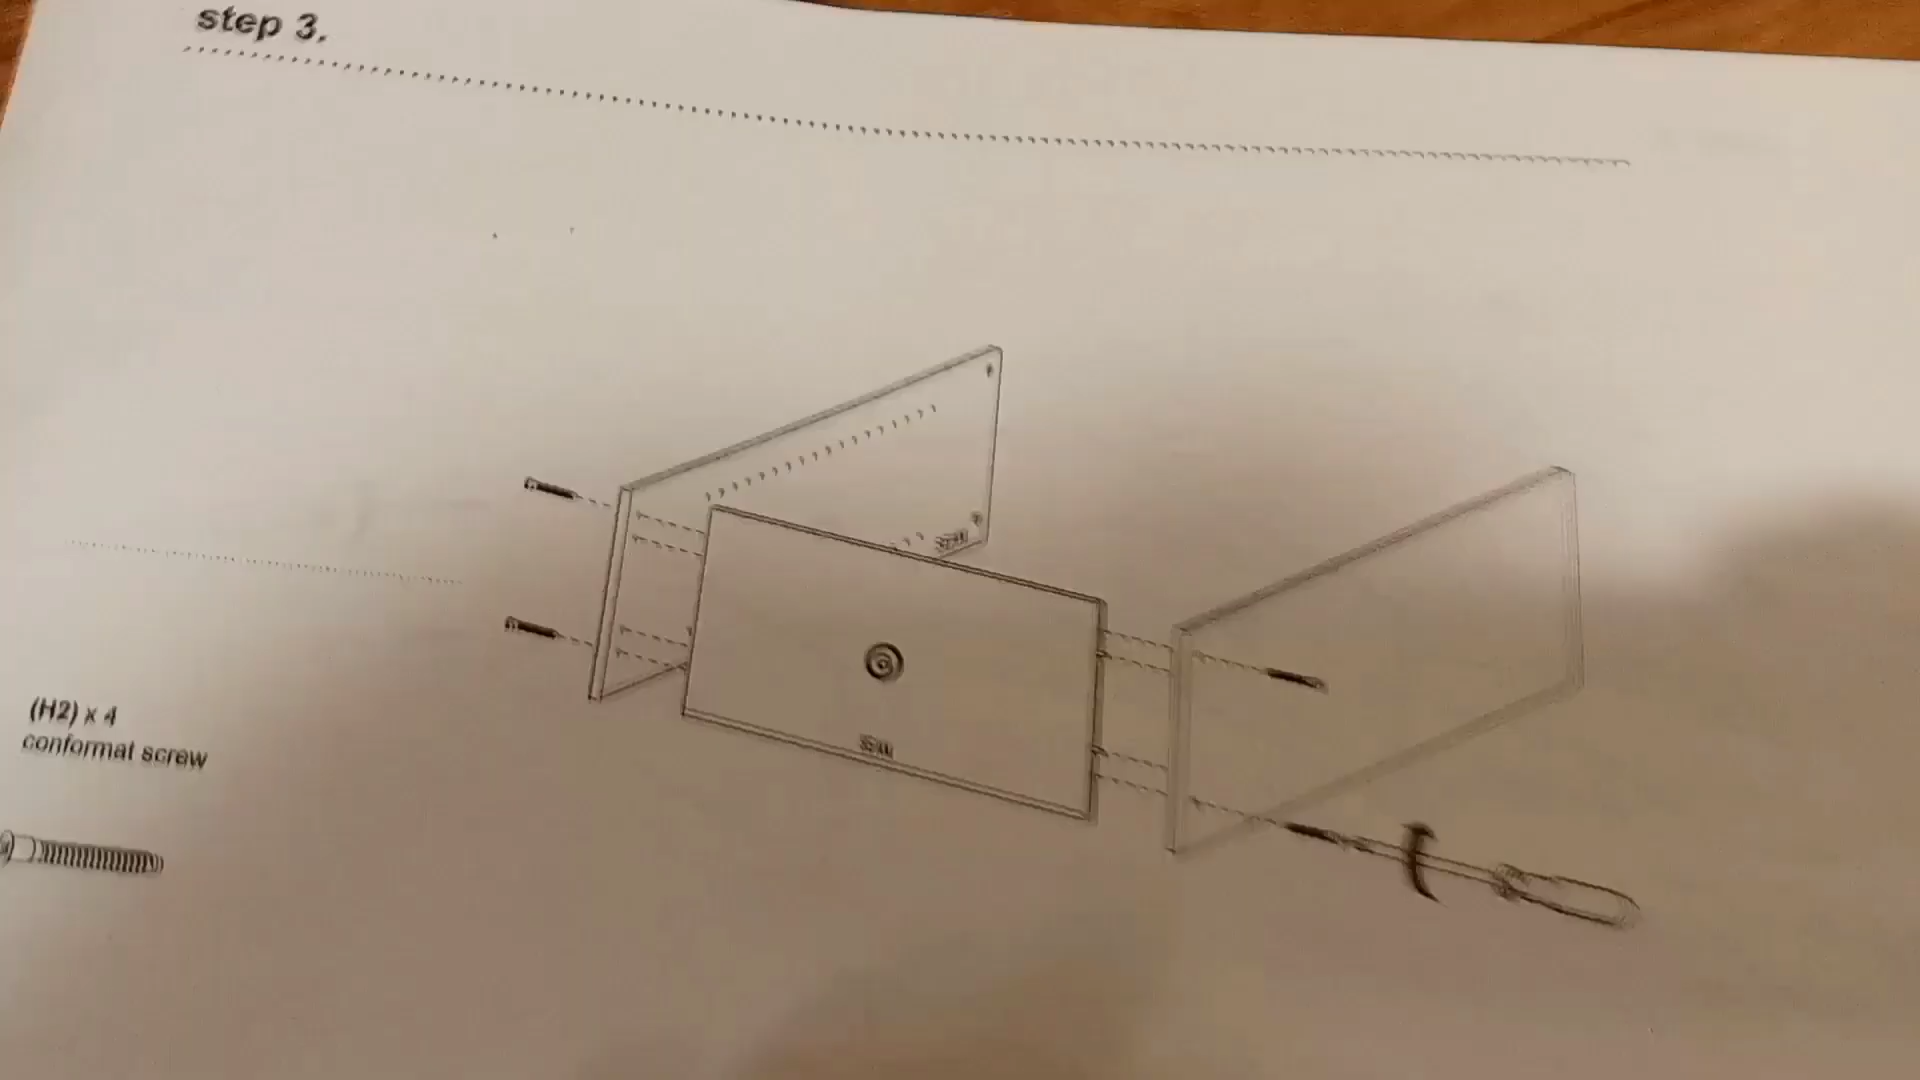 step 3.
(H2) x 4
conformat screw